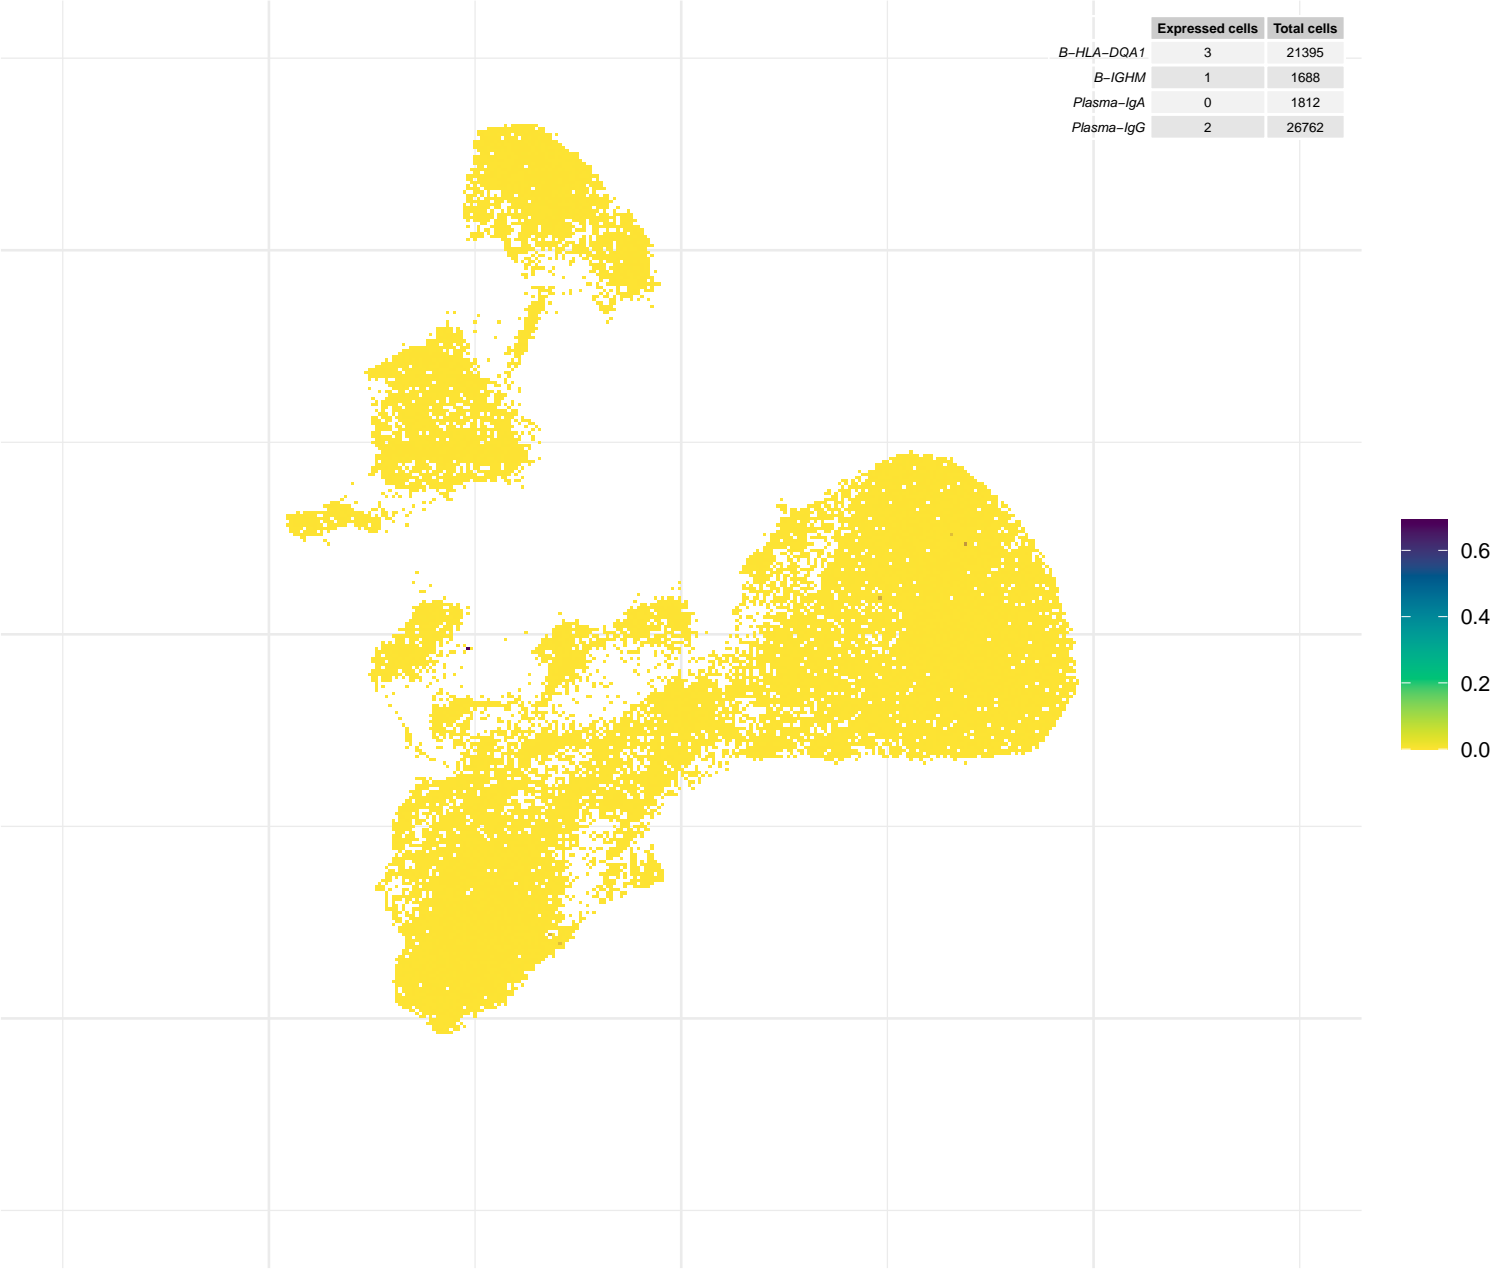 Expressed cells Total cells
B−HLA−DQA1 3 21395
B−IGHM 1 1688
Plasma−IgA 0 1812
Plasma−IgG 2 26762
0.6
0.4
0.2
0.0